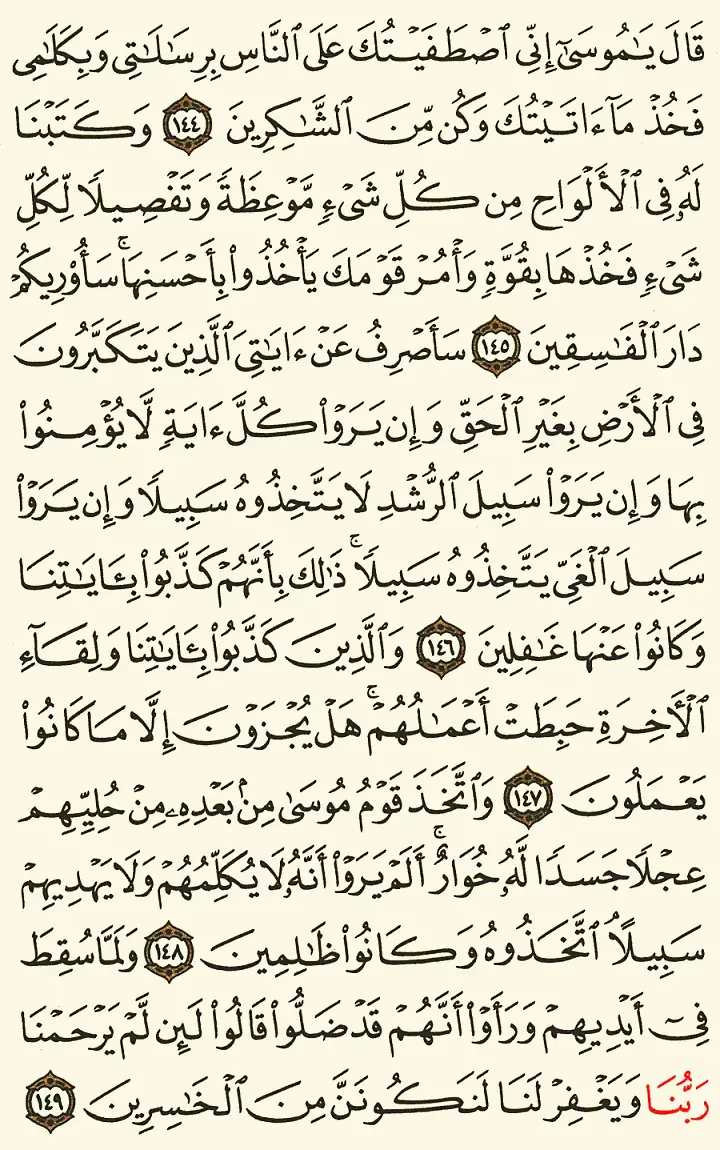 قَالَ يَـٰمُوسَىٰٓ إِنِّى ٱصْطَفَيْتُكَ عَلَى ٱلنَّاسِ بِرِسَـٰلَـٰتِى وَبِكَلَـٰمِى
فَخُذْ مَآ ءَاتَيْتُكَ وَكُن مِّنَ ٱلشَّـٰكِرِينَ ١٤٤ وَكَتَبْنَا
لَهُۥ فِى ٱلْأَلْوَاحِ مِن كُلِّ شَىْءٍ مَّوْعِظَةً وَتَفْصِيلًا لِّكُلِّ
شَىْءٍ فَخُذْهَا بِقُوَّةٍ وَأْمُرْ قَوْمَكَ يَأْخُذُوا۟ بِأَحْسَنِهَا ۚ سَأُو۟رِيكُمْ
دَارَ ٱلْفَـٰسِقِينَ ١٤٥ سَأَصْرِفُ عَنْ ءَايَـٰتِىَ ٱلَّذِينَ يَتَكَبَّرُونَ
فِى ٱلْأَرْضِ بِغَيْرِ ٱلْحَقِّ وَإِن يَرَوْا۟ كُلَّ ءَايَةٍ لَّا يُؤْمِنُوا۟
بِهَا وَإِن يَرَوْا۟ سَبِيلَ ٱلرُّشْدِ لَا يَتَّخِذُوهُ سَبِيلًا وَإِن يَرَوْا۟
سَبِيلَ ٱلْغَىِّ يَتَّخِذُوهُ سَبِيلًا ۚ ذَٰلِكَ بِأَنَّهُمْ كَذَّبُوا۟ بِـَٔايَـٰتِنَا
وَكَانُوا۟ عَنْهَا غَـٰفِلِينَ ١٤٦ وَٱلَّذِينَ كَذَّبُوا۟ بِـَٔايَـٰتِنَا وَلِقَآءِ
ٱلْـَٔاخِرَةِ حَبِطَتْ أَعْمَـٰلُهُمْ ۚ هَلْ يُجْزَوْنَ إِلَّا مَا كَانُوا۟
يَعْمَلُونَ ١٤٧ وَٱتَّخَذَ قَوْمُ مُوسَىٰ مِنۢ بَعْدِهِۦ مِنْ حُلِيِّهِمْ
عِجْلًا جَسَدًا لَّهُۥ خُوَارٌ ۚ أَلَمْ يَرَوْا۟ أَنَّهُۥ لَا يُكَلِّمُهُمْ وَلَا يَهْدِيهِمْ
سَبِيلًا ۘ ٱتَّخَذُوهُ وَكَانُوا۟ ظَـٰلِمِينَ ١٤٨ وَلَمَّا سُقِطَ
فِىٓ أَيْدِيهِمْ وَرَأَوْا۟ أَنَّهُمْ قَدْ ضَلُّوا۟ قَالُوا۟ لَئِن لَّمْ يَرْحَمْنَا
رَبُّنَا وَيَغْفِرْ لَنَا لَنَكُونَنَّ مِنَ ٱلْخَـٰسِرِينَ ١٤٩